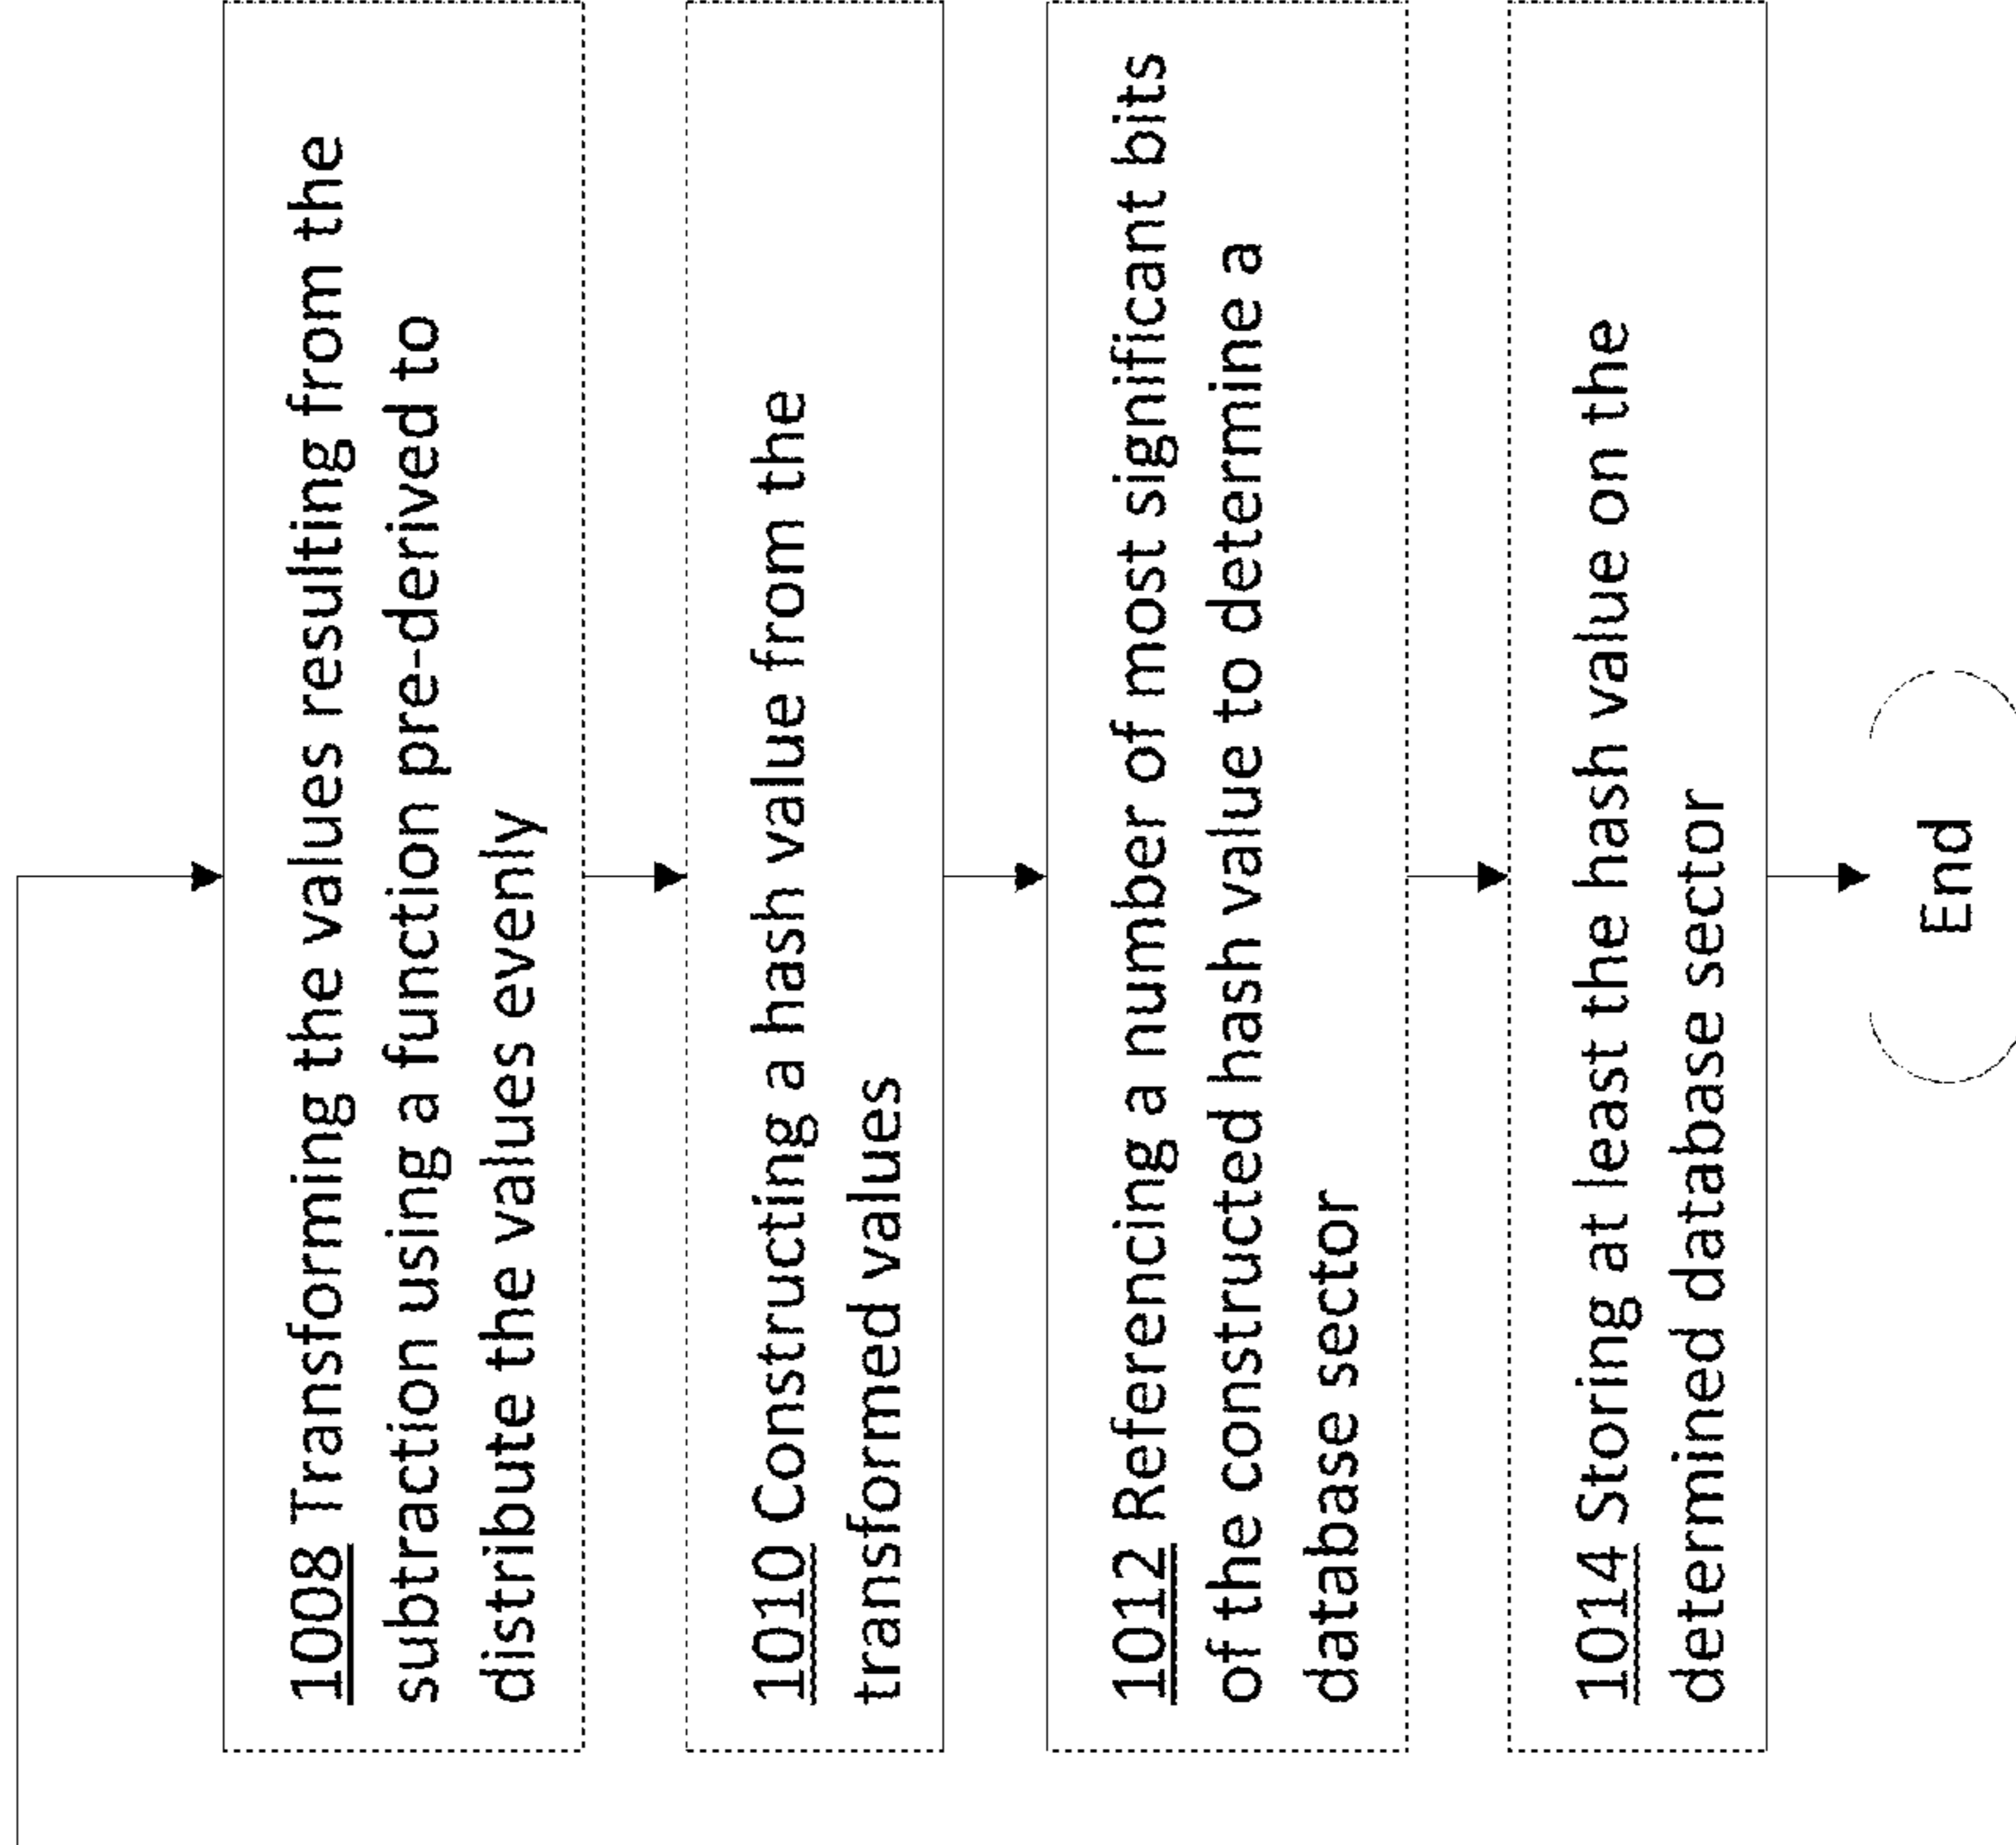 1008 Transforming the values resulting from the
subtraction using a function pre-derived to
distribute the values evenly
1010 Constructing a hash value from the
transformed values
1012 Referencing a number of most significant bits
of the constructed hash value to determine a
database sector
1014 Storing at least the hash value on the
determined database sector
End